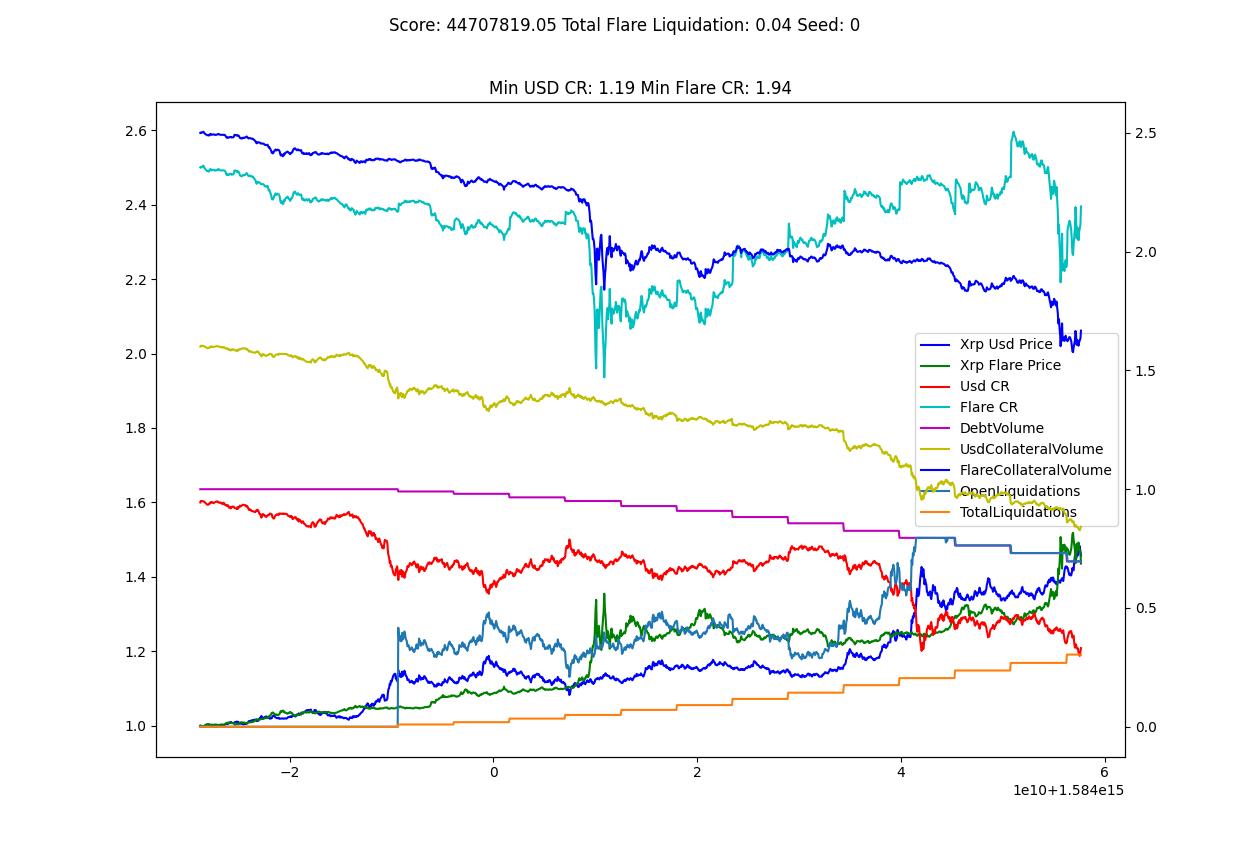 Score: 44707819.05 Total Flare Liquidation: 0.04 Seed: 0
Min USD CR: 1.19 Min Flare CR: 1.94
2.6
2.4
2.2
2.0
1.8
1.6
1.4
1.2
1.0
2.5
2.0
1.5
1.0
0.5
0.0
Xrp Usd Price
Xrp Flare Price
Usd CR
Flare CR
DebtVolume
UsdCollateralVolume
FlareCollateralVolume
OpenLiquidations
TotalLiquidations
−2 0 2 4 6
1e10+1.584e15